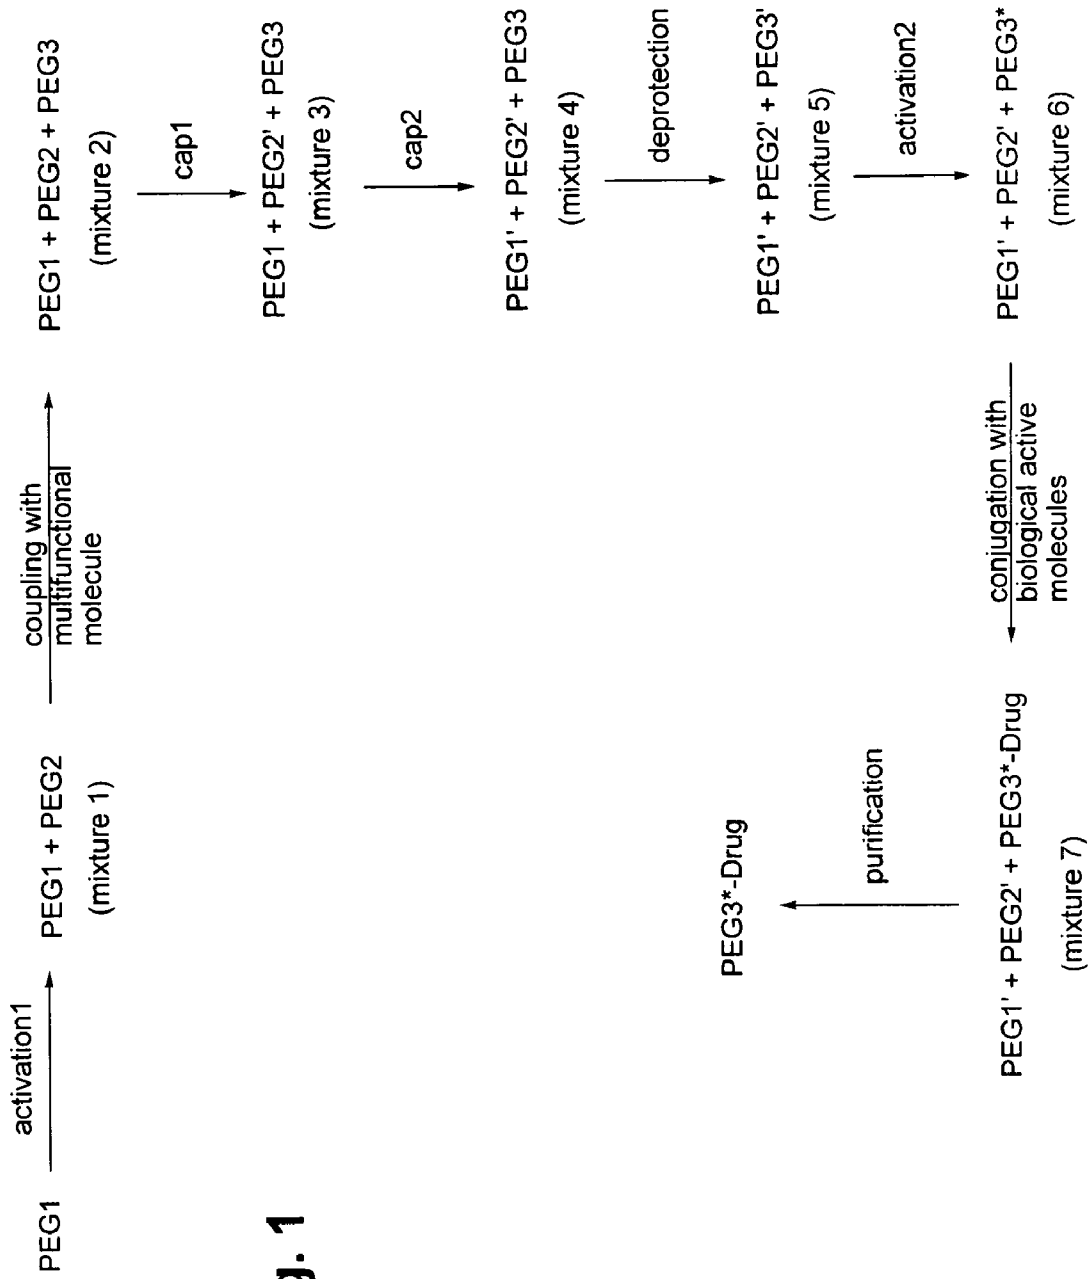 PEG1
activation1
PEG1 + PEG2
(mixture 1)
coupling with
multifunctional
molecule
PEG1 + PEG2 + PEG3
(mixture 2)
cap1
PEG1 + PEG2' + PEG3
(mixture 3)
cap2
PEG1' + PEG2' + PEG3
(mixture 4)
deprotection
PEG1' + PEG2' + PEG3'
(mixture 5)
activation2
PEG1' + PEG2' + PEG3*
(mixture 6)
conjugation with
biological active
molecules
PEG1' + PEG2' + PEG3*-Drug
(mixture 7)
purification
PEG3*-Drug
g. 1